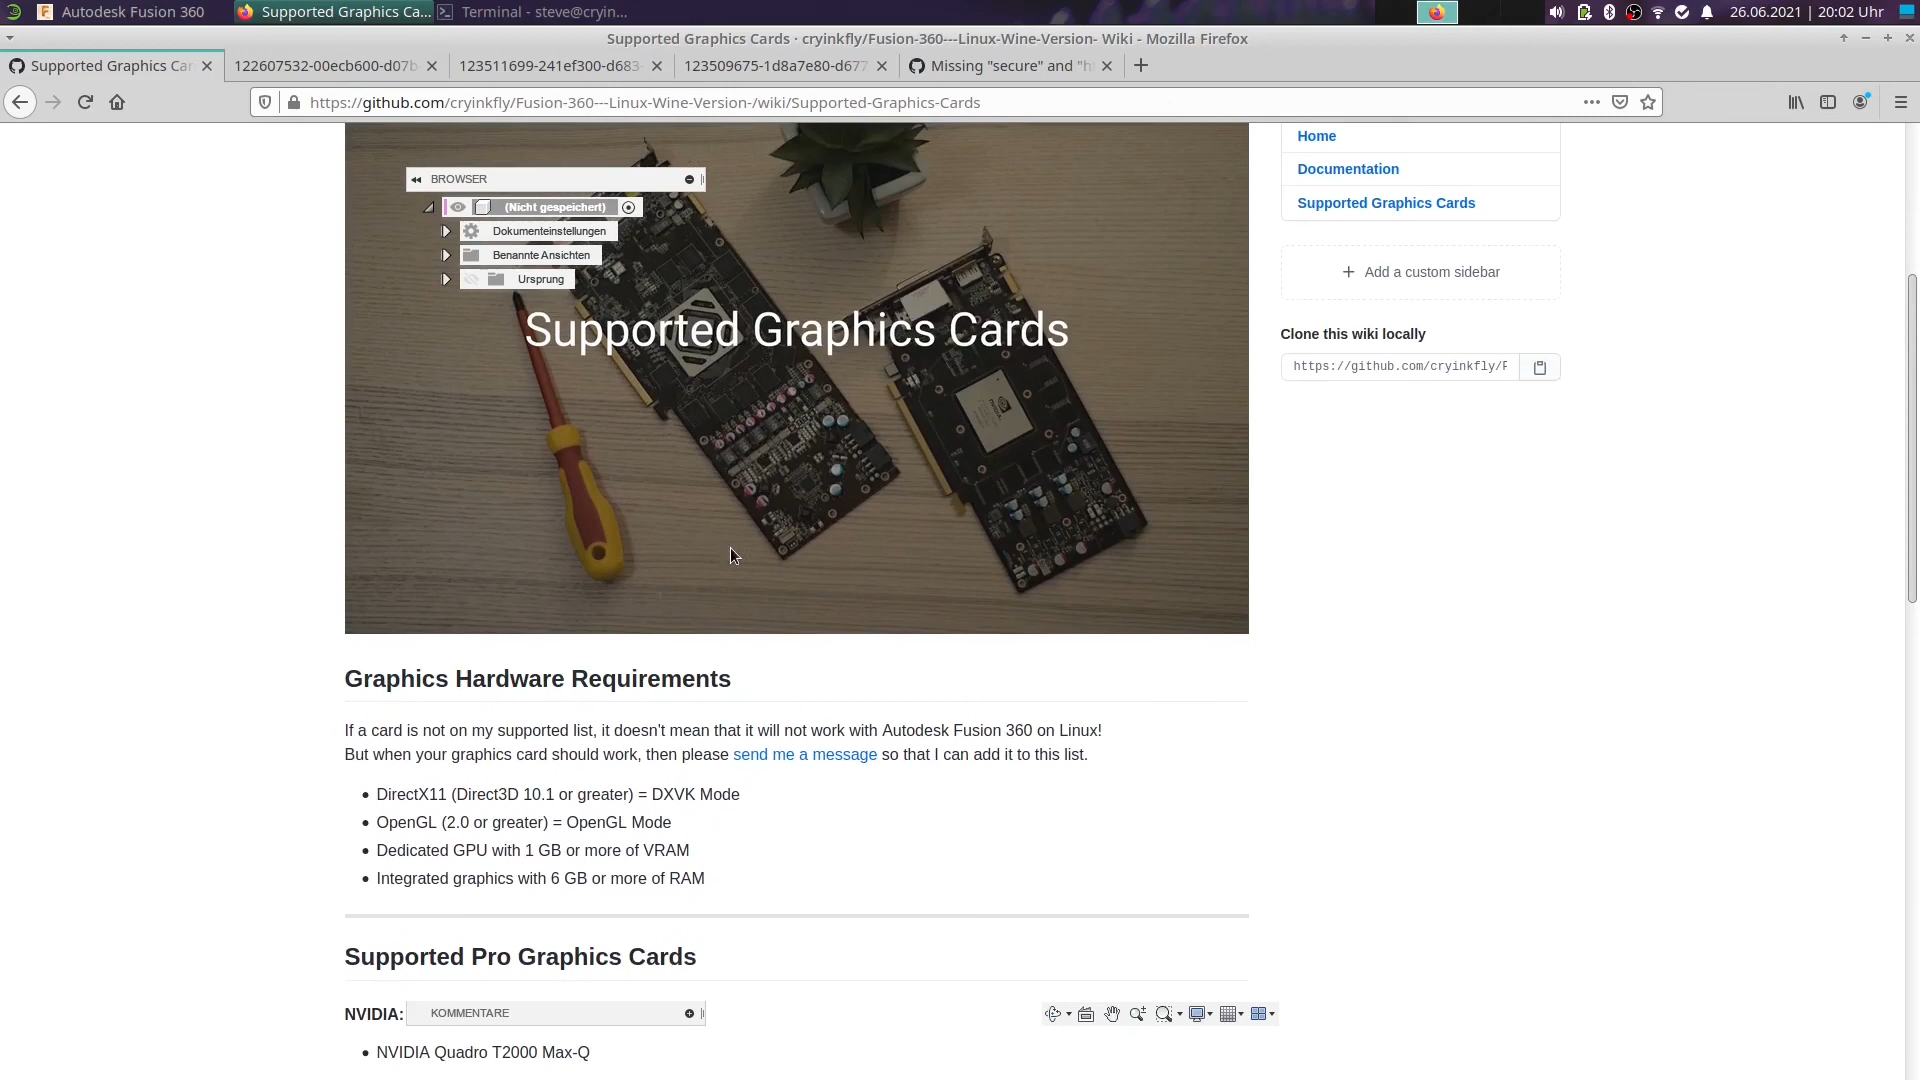 Autodesk Fusion 360
Supported Graphics Ca...
Terminal - steve@cryin...
26.06.2021 | 20:02 Uhr
Supported Graphics Cards · cryinkfly/Fusion-360---Linux-Wine-Version- Wiki - Mozilla Firefox
Supported Graphics Car
122607532-00ecb600-d07b
123511699-241ef300-d683-
123509675-1d8a7e80-d677
Missing "secure" and "h
https://github.com/cryinkfly/Fusion-360---Linux-Wine-Version-/wiki/Supported-Graphics-Cards
Home
Documentation
Supported Graphics Cards
Add a custom sidebar
Clone this wiki locally
https://github.com/cryinkfly/F
BROWSER
(Nicht gespeichert)
Dokumenteinstellungen
Benannte Ansichten
Ursprung
Supported Graphics Cards
Graphics Hardware Requirements
If a card is not on my supported list, it doesn't mean that it will not work with Autodesk Fusion 360 on Linux!
But when your graphics card should work, then please send me a message so that I can add it to this list.
• DirectX11 (Direct3D 10.1 or greater) = DXVK Mode
• OpenGL (2.0 or greater) = OpenGL Mode
• Dedicated GPU with 1 GB or more of VRAM
• Integrated graphics with 6 GB or more of RAM
Supported Pro Graphics Cards
NVIDIA:
KOMMENTARE
• NVIDIA Quadro T2000 Max-Q